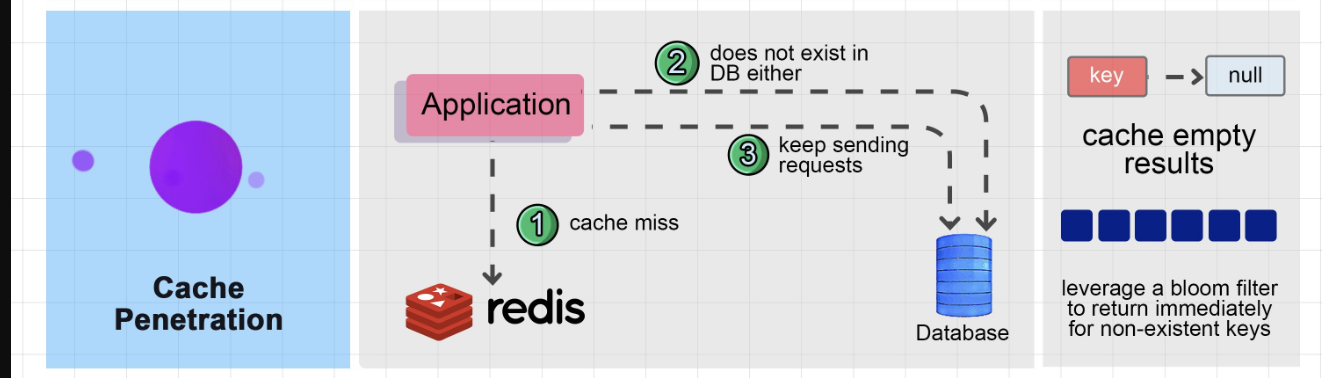 Cache
Penetration
Application
1
cache miss
redis
2
does not exist in
DB either
3
keep sending
requests
Database
key
null
cache empty
results
leverage a bloom filter
to return immediately
for non-existent keys